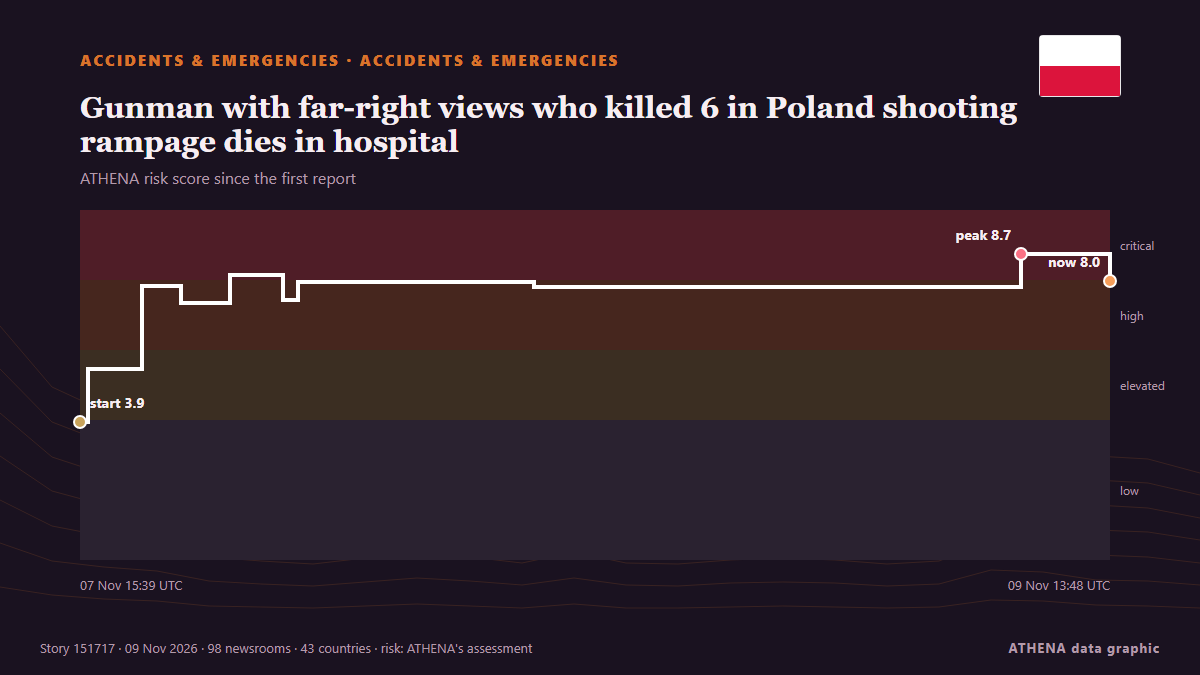 ACCIDENTS & EMERGENCIES · ACCIDENTS & EMERGENCIES
Gunman with far-right views who killed 6 in Poland shooting
rampage dies in hospital
ATHENA risk score since the first report
peak 8.7
critical
now 8.0
high
elevated
start 3.9
low
07 Nov 15:39 UTC
09 Nov 13:48 UTC
Story 151717 · 09 Nov 2026 · 98 newsrooms · 43 countries · risk: ATHENA's assessment
ATHENA data graphic